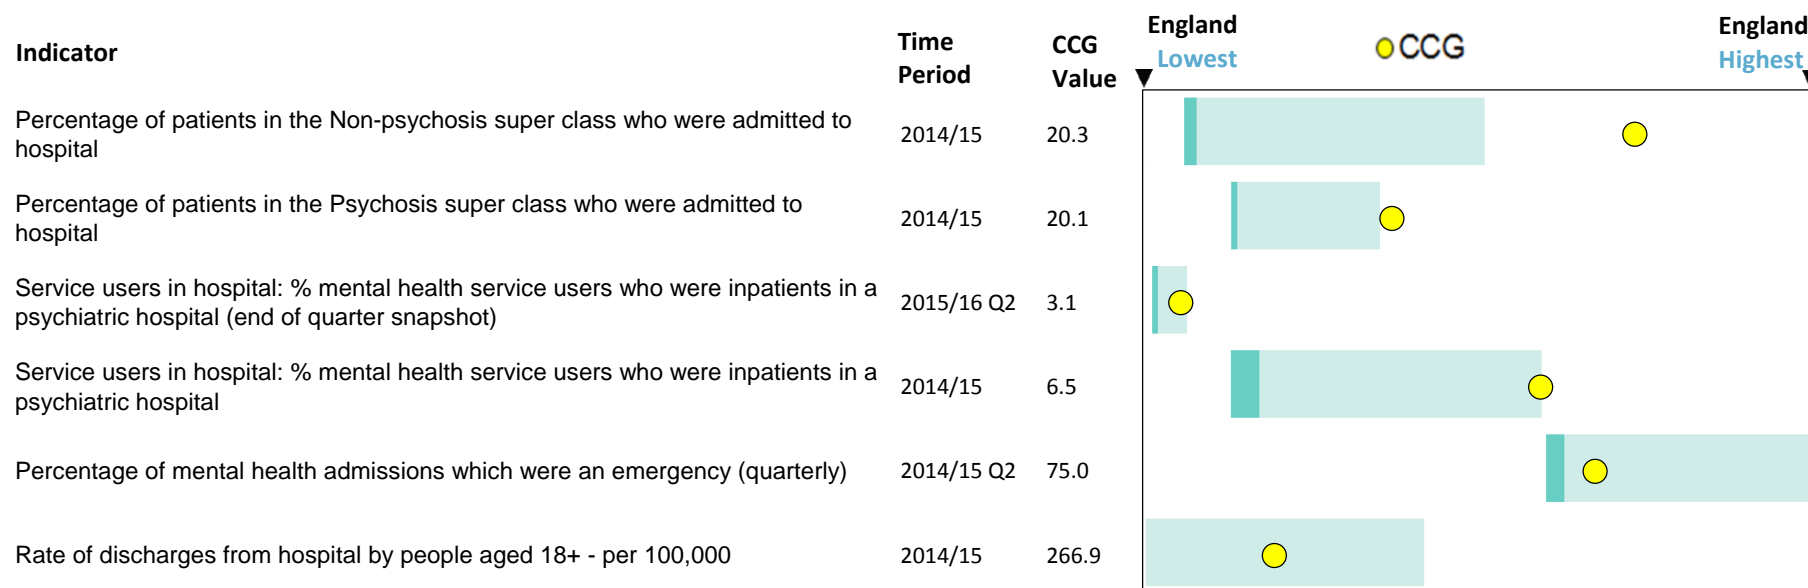 Indicator
Time
Period
CCG
Value
England
Lowest
CCG
England
Highest
Percentage of patients in the Non-psychosis super class who were admitted to
hospital
2014/15
20.3
Percentage of patients in the Psychosis super class who were admitted to
hospital
2014/15
20.1
Service users in hospital: % mental health service users who were inpatients in a
psychiatric hospital (end of quarter snapshot)
2015/16 Q2
3.1
Service users in hospital: % mental health service users who were inpatients in a
psychiatric hospital
2014/15
6.5
Percentage of mental health admissions which were an emergency (quarterly)
2014/15 Q2
75.0
Rate of discharges from hospital by people aged 18+ - per 100,000
2014/15
266.9